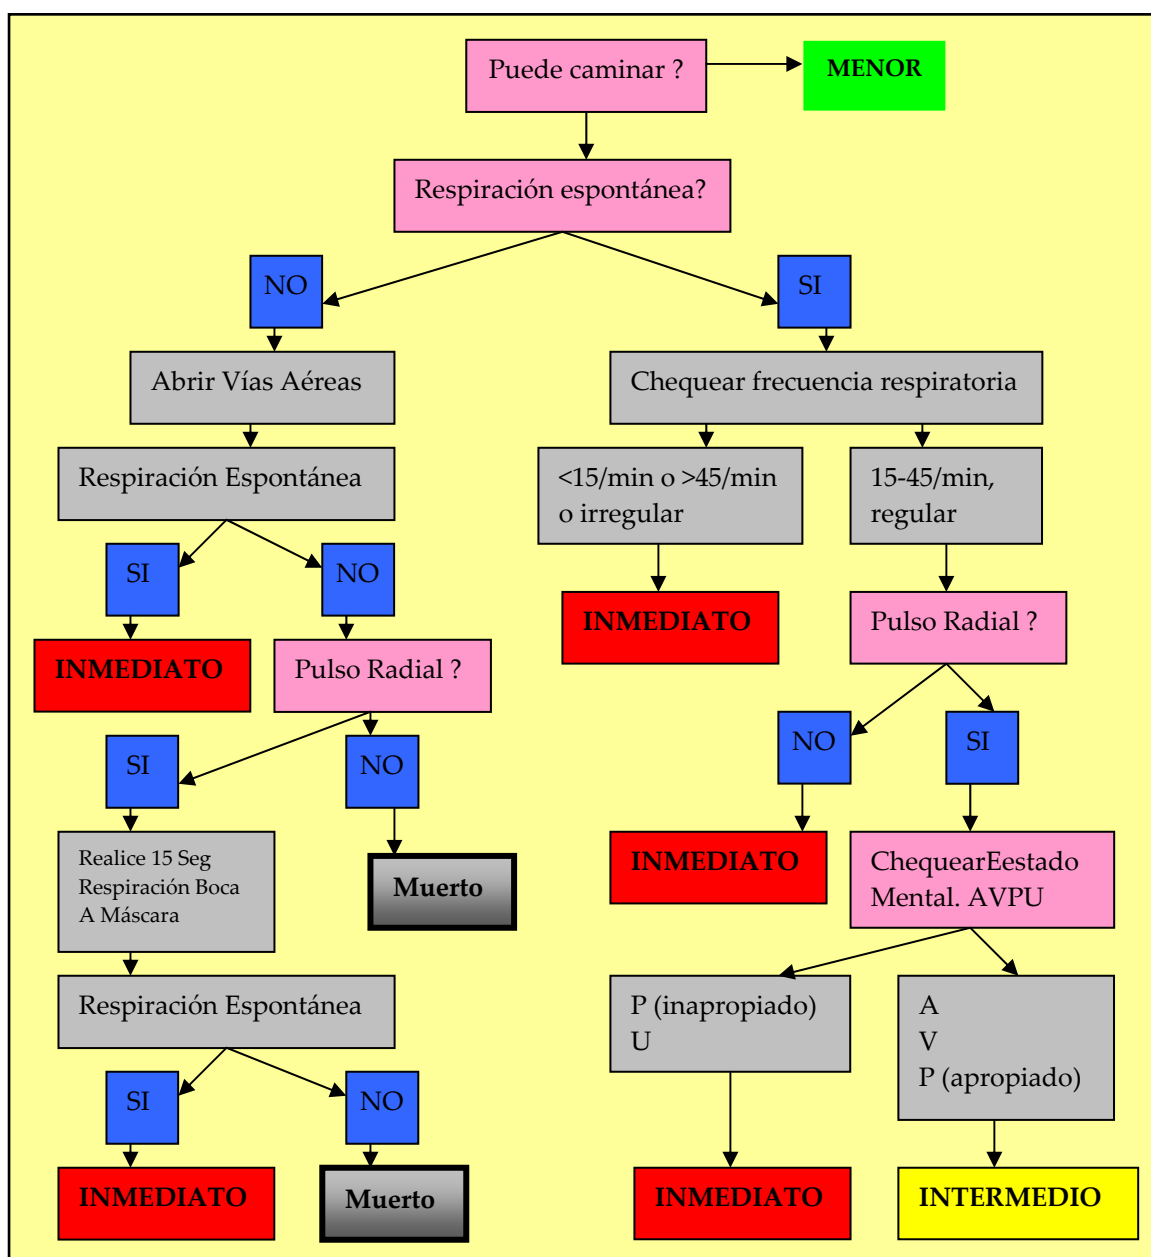 Puede caminar ?
MENOR
Respiración espontánea?
NO
SI
Abrir Vías Aéreas
Chequear frecuencia respiratoria
Respiración Espontánea
<15/min o >45/min
o irregular
15-45/min,
regular
SI
NO
INMEDIATO
Pulso Radial ?
INMEDIATO
Pulso Radial ?
SI
NO
NO
SI
Realice 15 Seg
Respiración Boca
A Máscara
Muerto
INMEDIATO
ChequearEestado
Mental. AVPU
Respiración Espontánea
P (inapropiado)
U
A
V
P (apropiado)
SI
NO
INMEDIATO
Muerto
INMEDIATO
INTERMEDIO